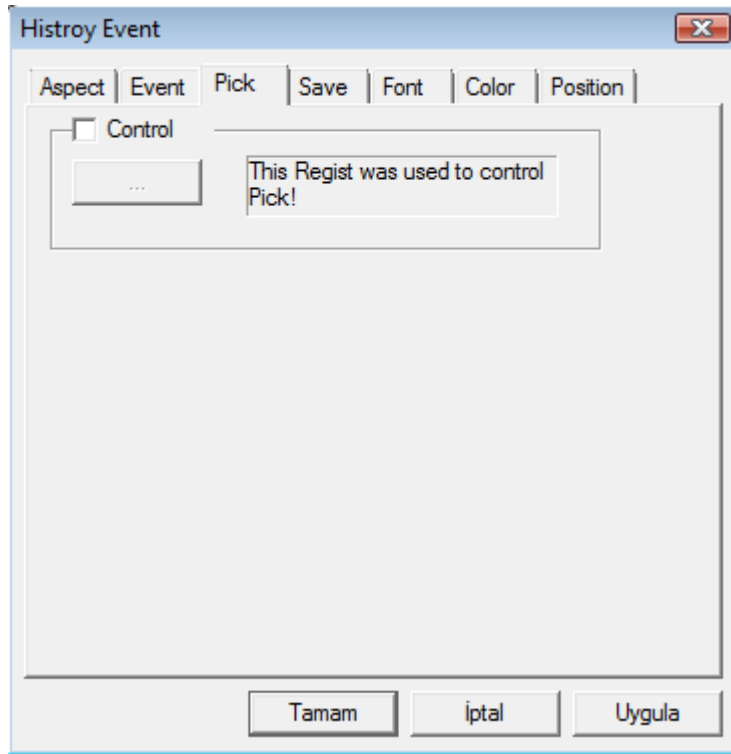 Histroy Event
Aspect Event Pick Save Font Color Position
Control
...
This Regist was used to control
Pick!
Tamam İptal Uygula